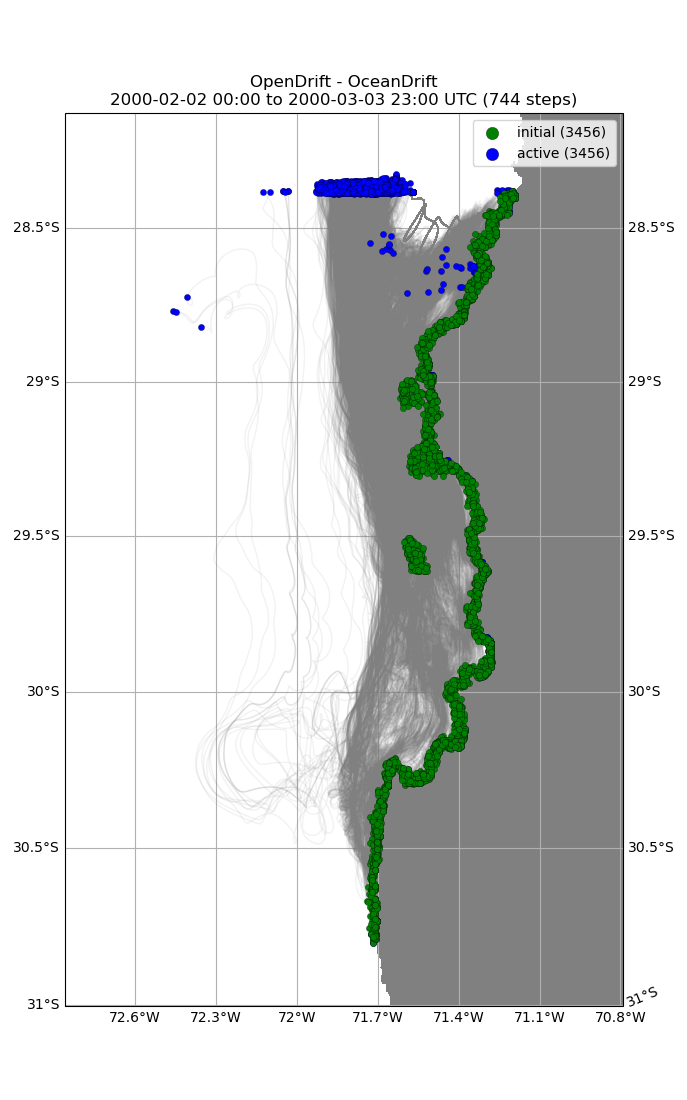 OpenDrift - OceanDrift
2000-02-02 00:00 to 2000-03-03 23:00 UTC (744 steps)
initial (3456)
active (3456)
28.5°S
28.5°S
29°S
29°S
29.5°S
29.5°S
30°S
30°S
30.5°S
30.5°S
31°S
31°S
72.6°W
72.3°W
72°W
71.7°W
71.4°W
71.1°W
70.8°W